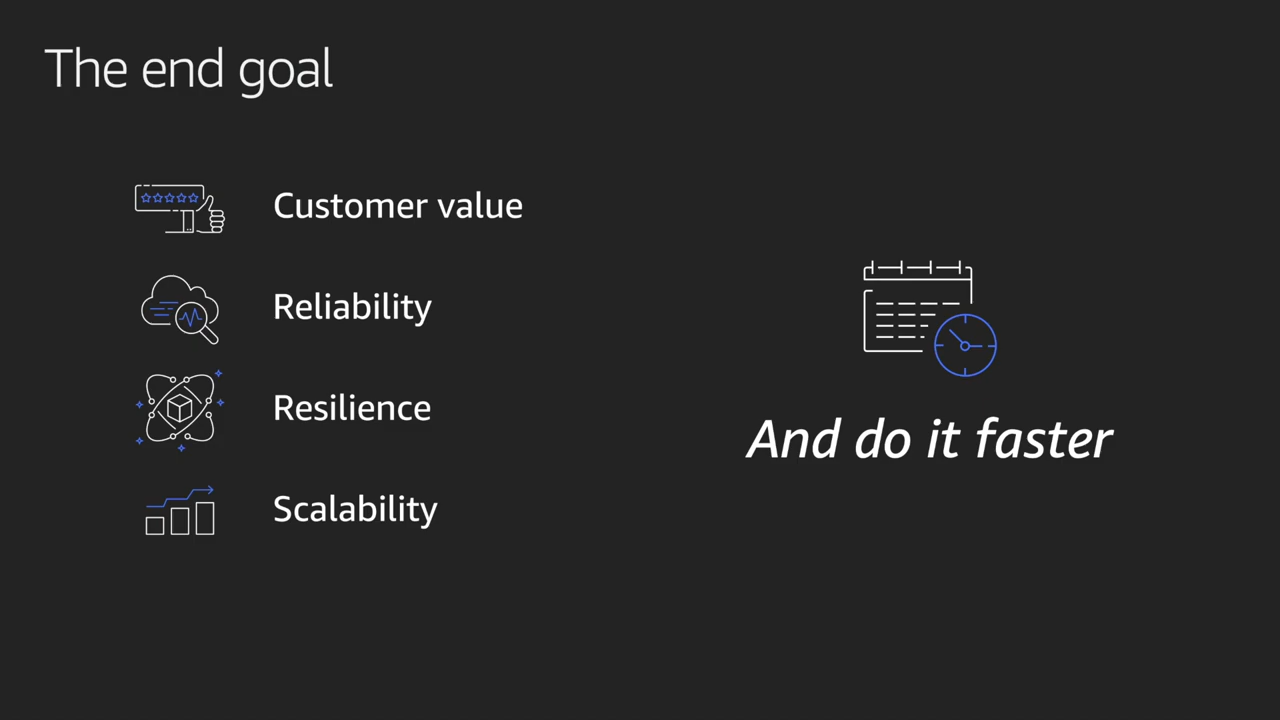 The end goal
Customer value
Reliability
Resilience
Scalability
And do it faster